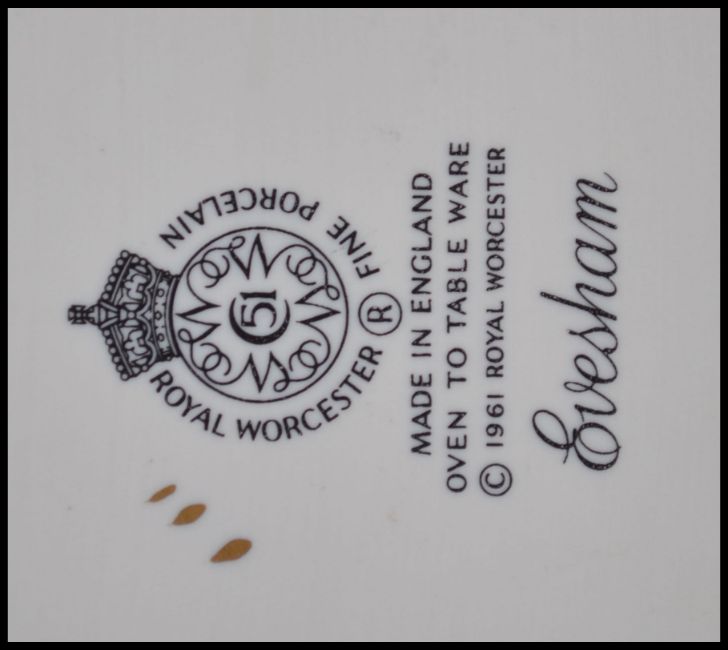 ROYAL WORCESTER ® FINE PORCELAIN
51
MADE IN ENGLAND
OVEN TO TABLE WARE
© 1961 ROYAL WORCESTER
Evesham